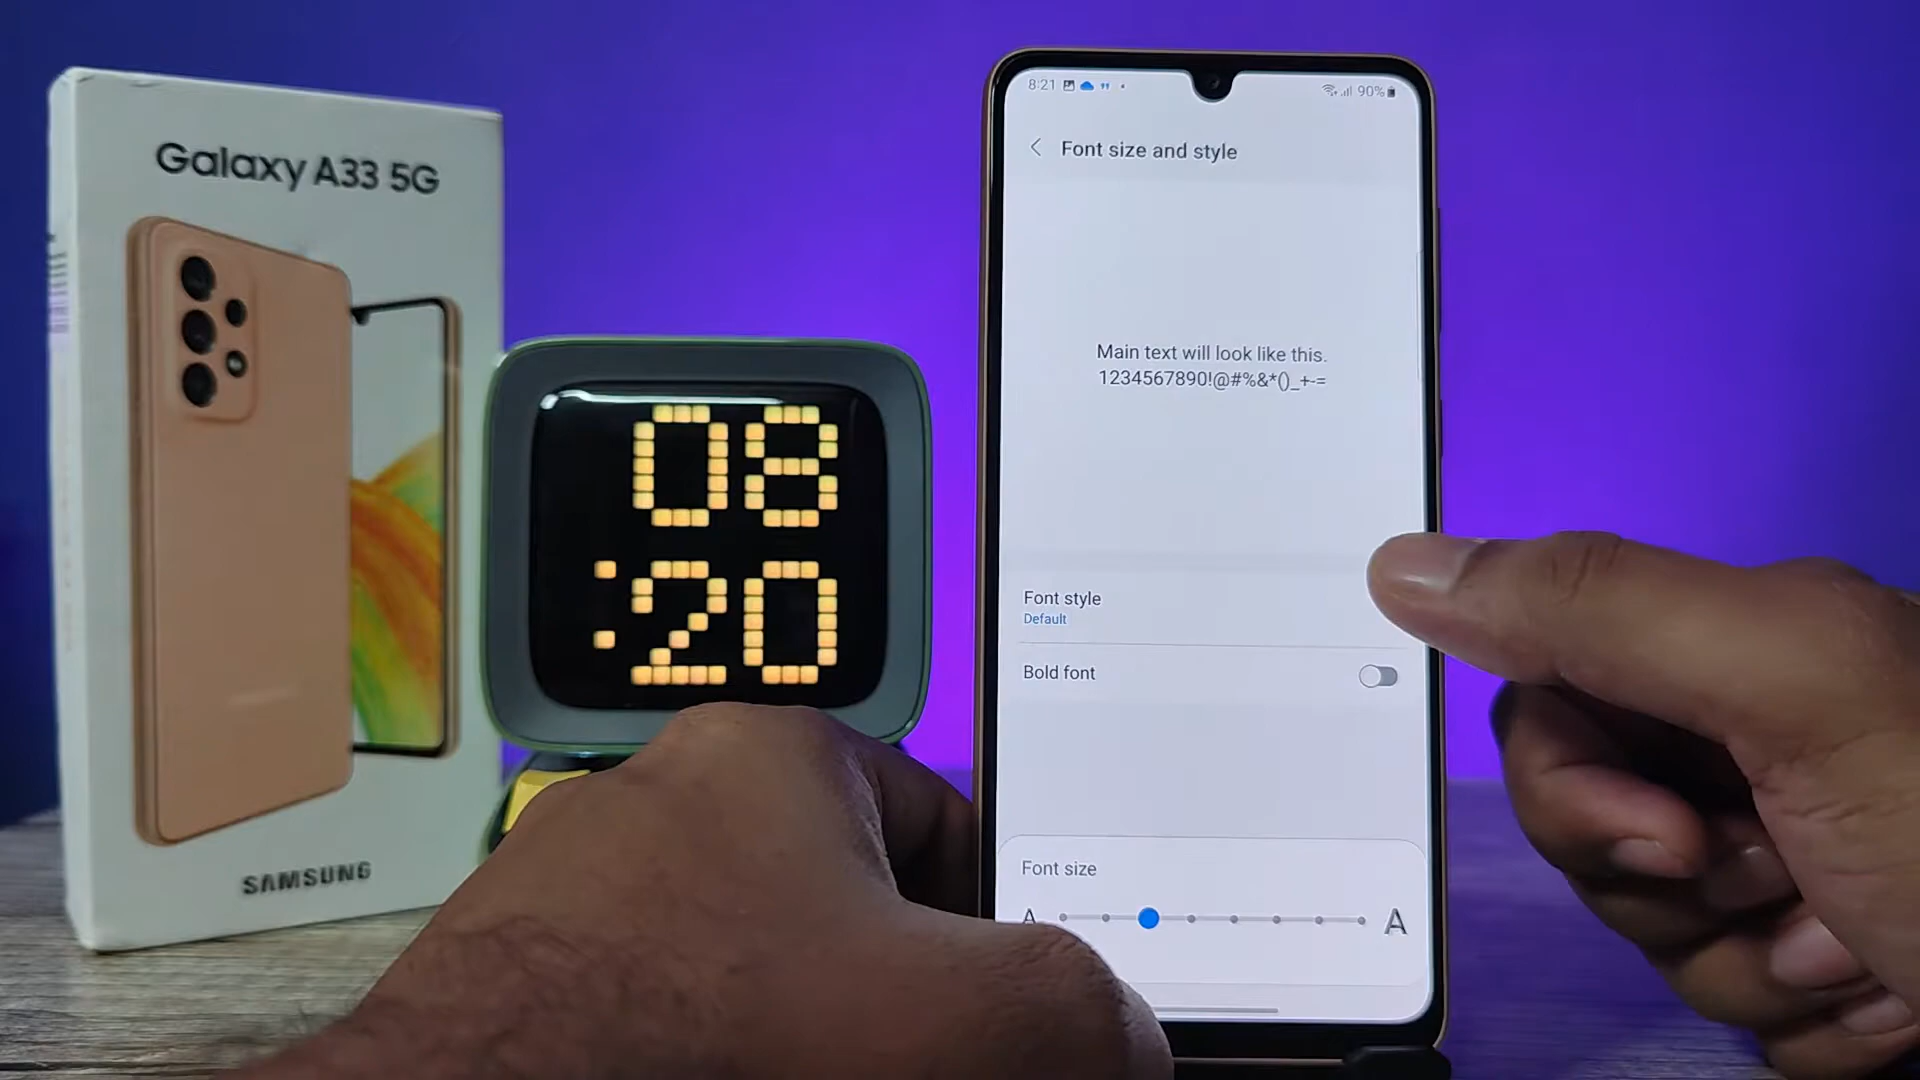 Galaxy A33 5G
SAMSUNG
08
:20
8:21
90%
Font size and style
Main text will look like this.
1234567890!@#%&*()_+-=
Font style
Default
Bold font
Font size
A
A